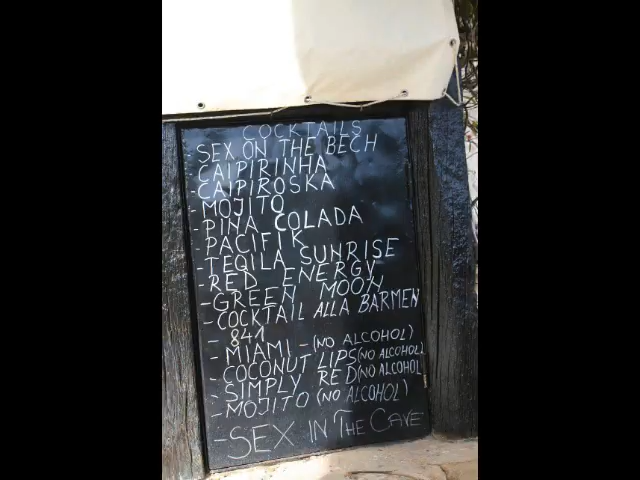 COCKTAILS
- SEX ON THE BECH
- CAIPIRINHA
- CAIPIROSKA
- MOJITO
- PINA COLADA
- PACIFIK
- TEQILA SUNRISE
- RED ENERGY
- GREEN MOON
- COCKTAIL ALLA BARMEN
- 841
- MIAMI - (NO ALCOHOL)
- COCONUT LIPS (NO ALCOHOL)
- SIMPLY RED (NO ALCOHOL
- MOJITO (NO ALCOHOL)
- SEX IN THE CAVE